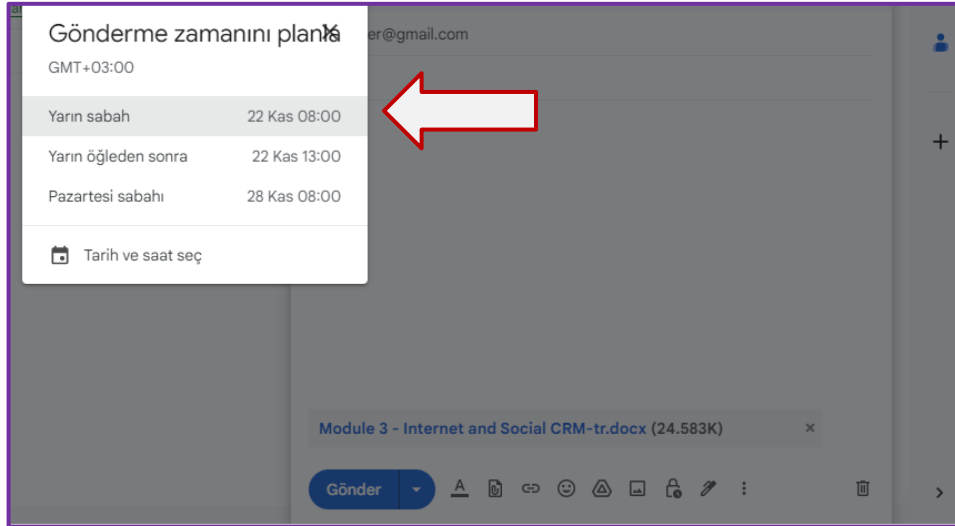 Gönderme zamanını planla
GMT+03:00
er@gmail.com
Yarın sabah 22 Kas 08:00
Yarın öğleden sonra 22 Kas 13:00
Pazartesi sabahı 28 Kas 08:00
Tarih ve saat seç
Module 3 - Internet and Social CRM-tr.docx (24.583K)
Gönder